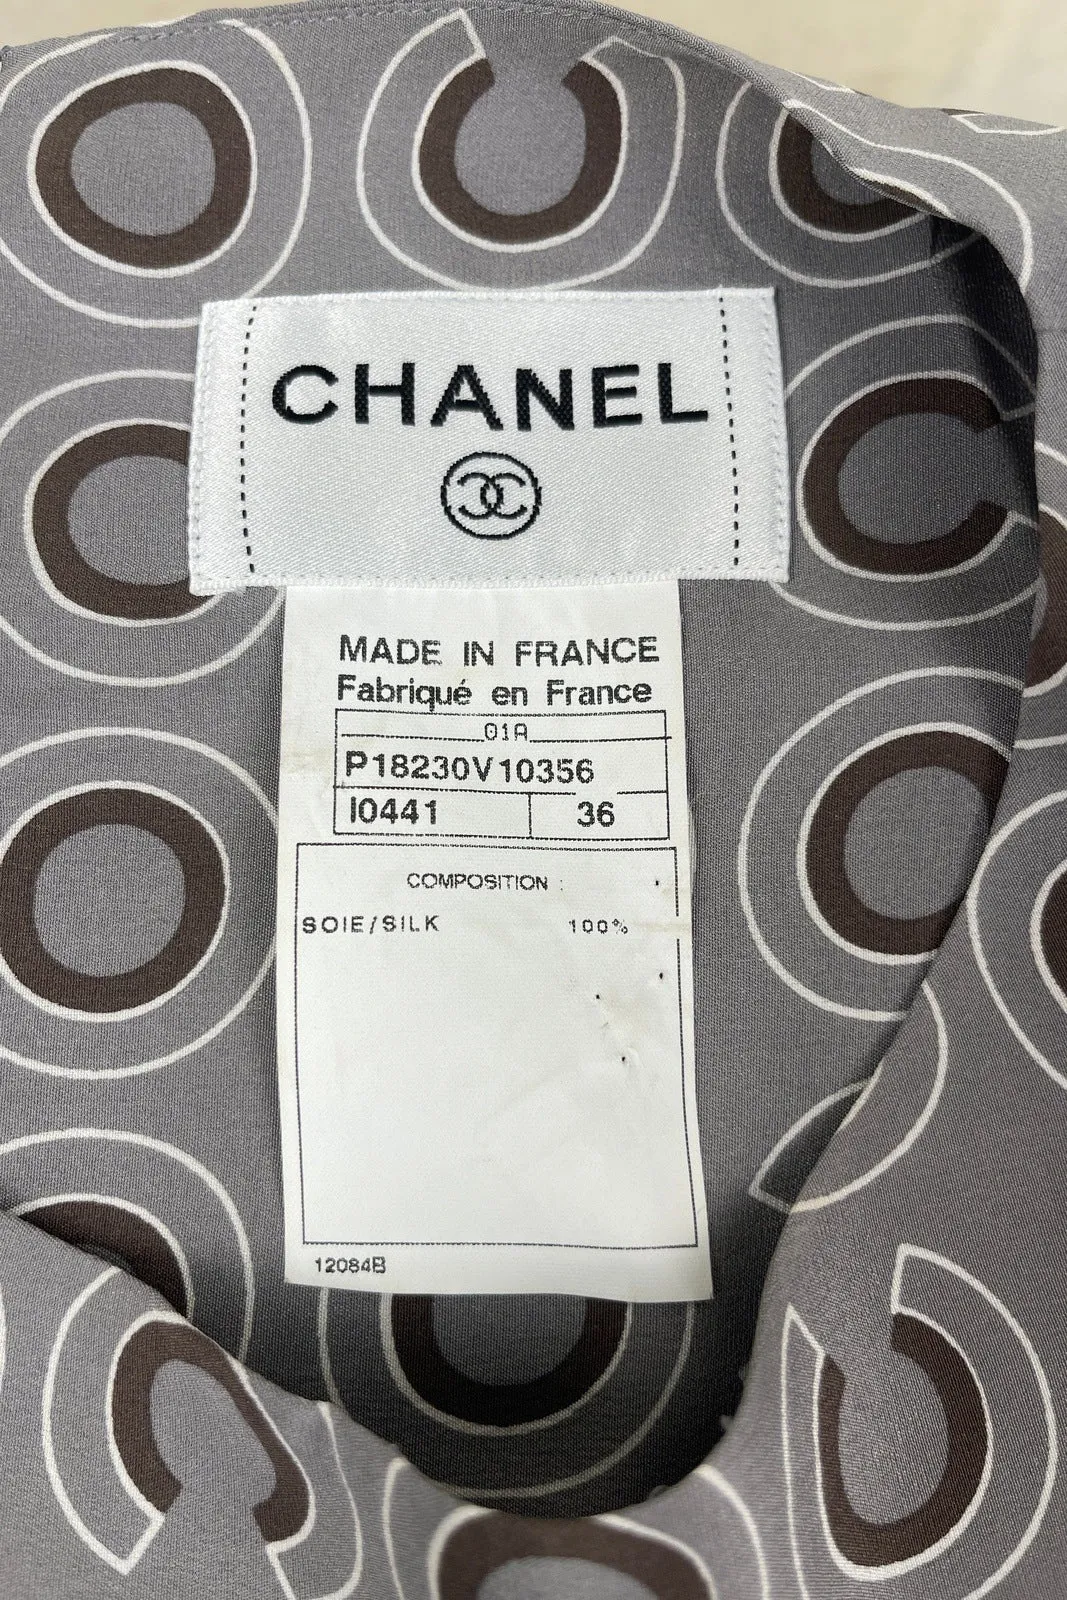 CHANEL
MADE IN FRANCE
Fabriqué en France
01A
P18230V10356
I0441 36
COMPOSITION :
SOIE/SILK 100%
12084B